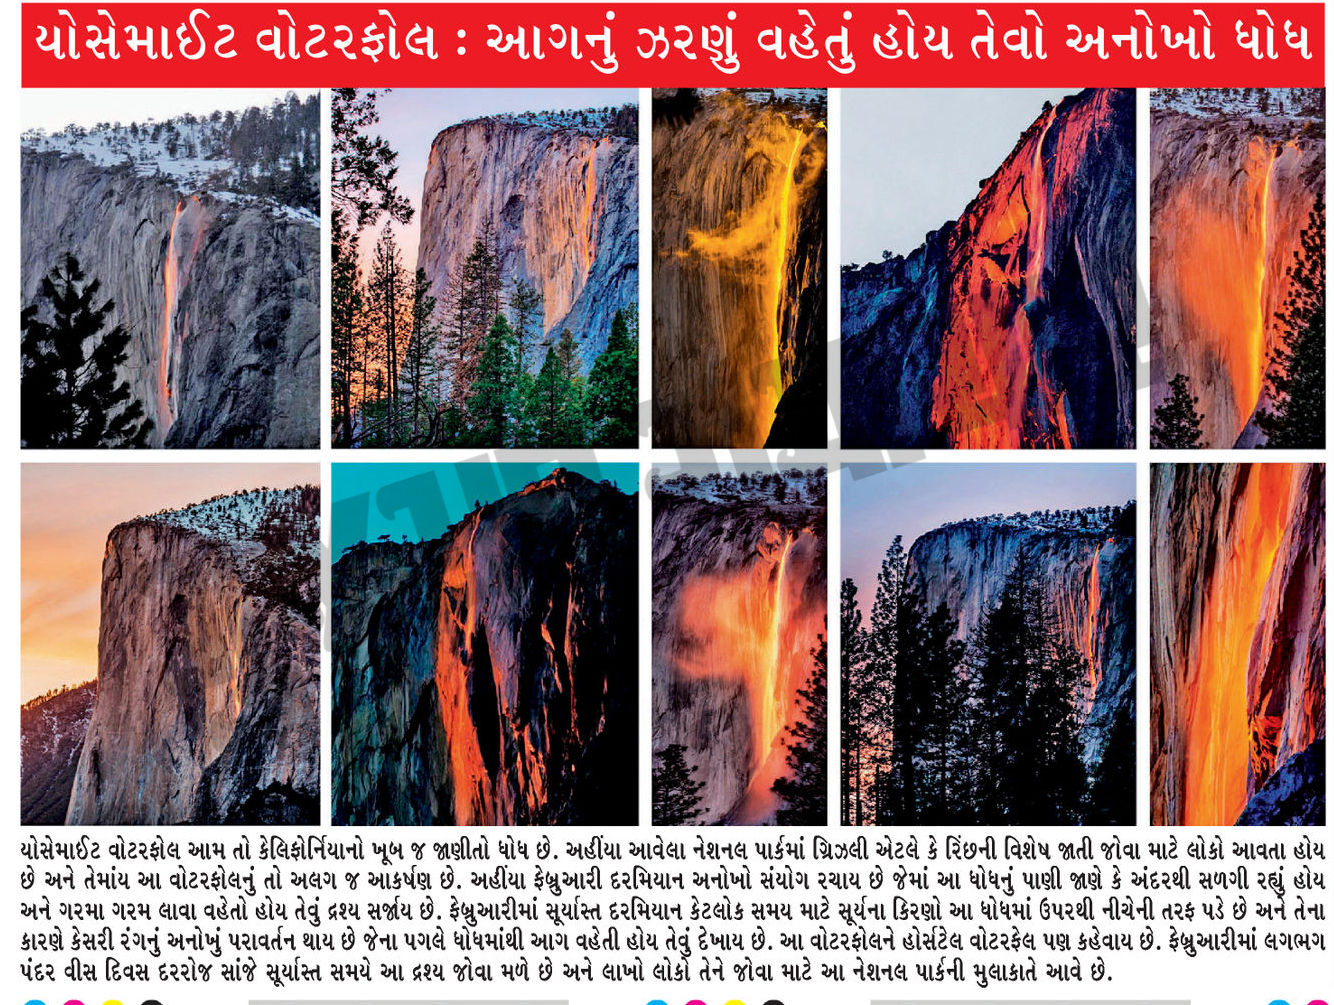 યોસેમાઈટ વોટરફોલ : આગનું ઝરણું વહેતું હોય તેવો અનોખો ધોધ
યોસેમાઈટ વોટરફોલ આમ તો કેલિફોર્નિયાનો ખૂબ જ જાણીતો ધોધ છે. અહીંયા આવેલા નેશનલ પાર્કમાં ગ્રિઝલી એટલે કે રિંછની વિશેષ જાતી જોવા માટે લોકો આવતા હોય
છે અને તેમાંય આ વોટરફોલનું તો અલગ જ આકર્ષણ છે. અહીંયા ફેબ્રુઆરી દરમિયાન અનોખો સંયોગ રચાય છે જેમાં આ ધોધનું પાણી જાણે કે અંદરથી સળગી રહ્યું હોય
અને ગરમા ગરમ લાવા વહેતો હોય તેવું દ્રશ્ય સર્જાય છે. ફેબ્રુઆરીમાં સૂર્યાસ્ત દરમિયાન કેટલોક સમય માટે સૂર્યના કિરણો આ ધોધમાં ઉપરથી નીચેની તરફ પડે છે અને તેના
કારણે કેસરી રંગનું અનોખું પરાવર્તન થાય છે જેના પગલે ધોધમાંથી આગ વહેતી હોય તેવું દેખાય છે. આ વોટરફોલને હોર્સટેલ વોટરફેલ પણ કહેવાય છે. ફેબ્રુઆરીમાં લગભગ
પંદર વીસ દિવસ દરરોજ સાંજે સૂર્યાસ્ત સમયે આ દ્રશ્ય જોવા મળે છે અને લાખો લોકો તેને જોવા માટે આ નેશનલ પાર્કની મુલાકાતે આવે છે.